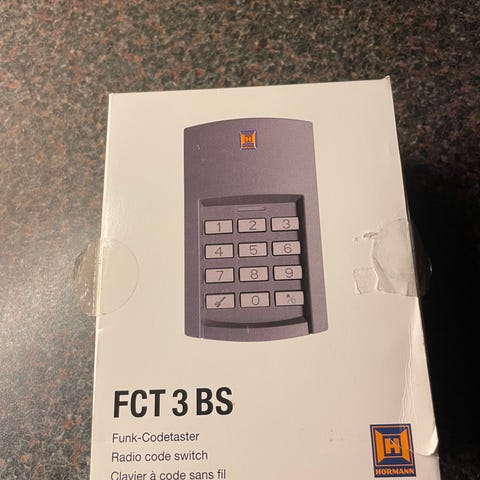 H
1 2 3
4 5 6
7 8 9
0
FCT 3 BS
Funk-Codetaster
Radio code switch
Clavier à code sans fil
H
HÖRMANN